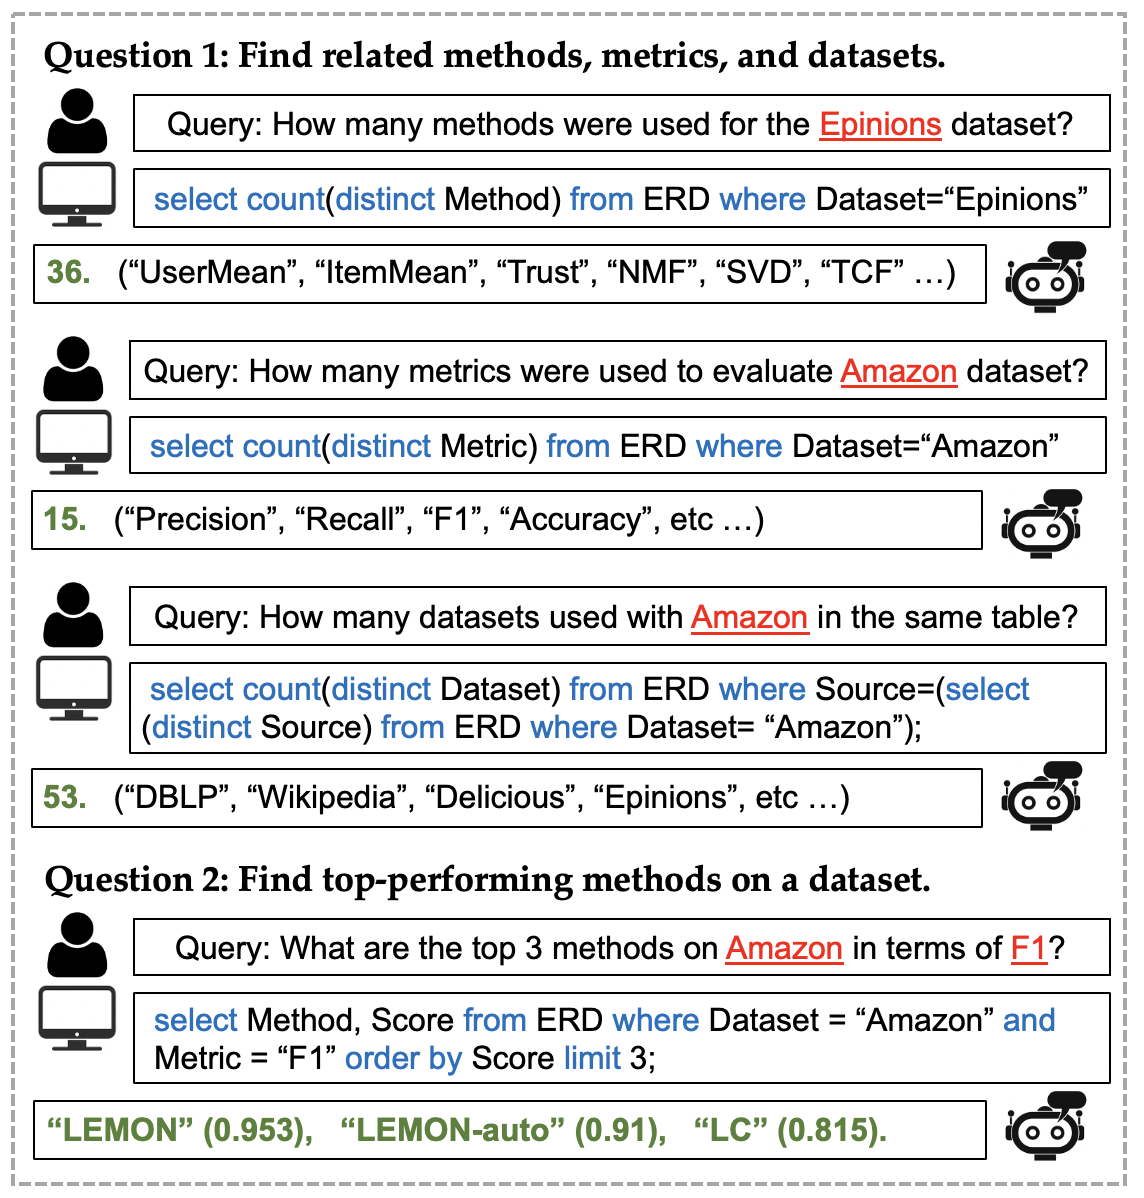 Question 1: Find related methods, metrics, and datasets.
Query: How many methods were used for the Epinions dataset?
select count(distinct Method) from ERD where Dataset=“Epinions”
36. (“UserMean”, “ItemMean”, “Trust”, “NMF”, “SVD”, “TCF” …)
Query: How many metrics were used to evaluate Amazon dataset?
select count(distinct Metric) from ERD where Dataset=“Amazon”
15. (“Precision”, “Recall”, “F1”, “Accuracy”, etc …)
Query: How many datasets used with Amazon in the same table?
select count(distinct Dataset) from ERD where Source=(select
(distinct Source) from ERD where Dataset= “Amazon”);
53. (“DBLP”, “Wikipedia”, “Delicious”, “Epinions”, etc …)
Question 2: Find top-performing methods on a dataset.
Query: What are the top 3 methods on Amazon in terms of F1?
select Method, Score from ERD where Dataset = “Amazon” and
Metric = “F1” order by Score limit 3;
“LEMON” (0.953), “LEMON-auto” (0.91), “LC” (0.815).